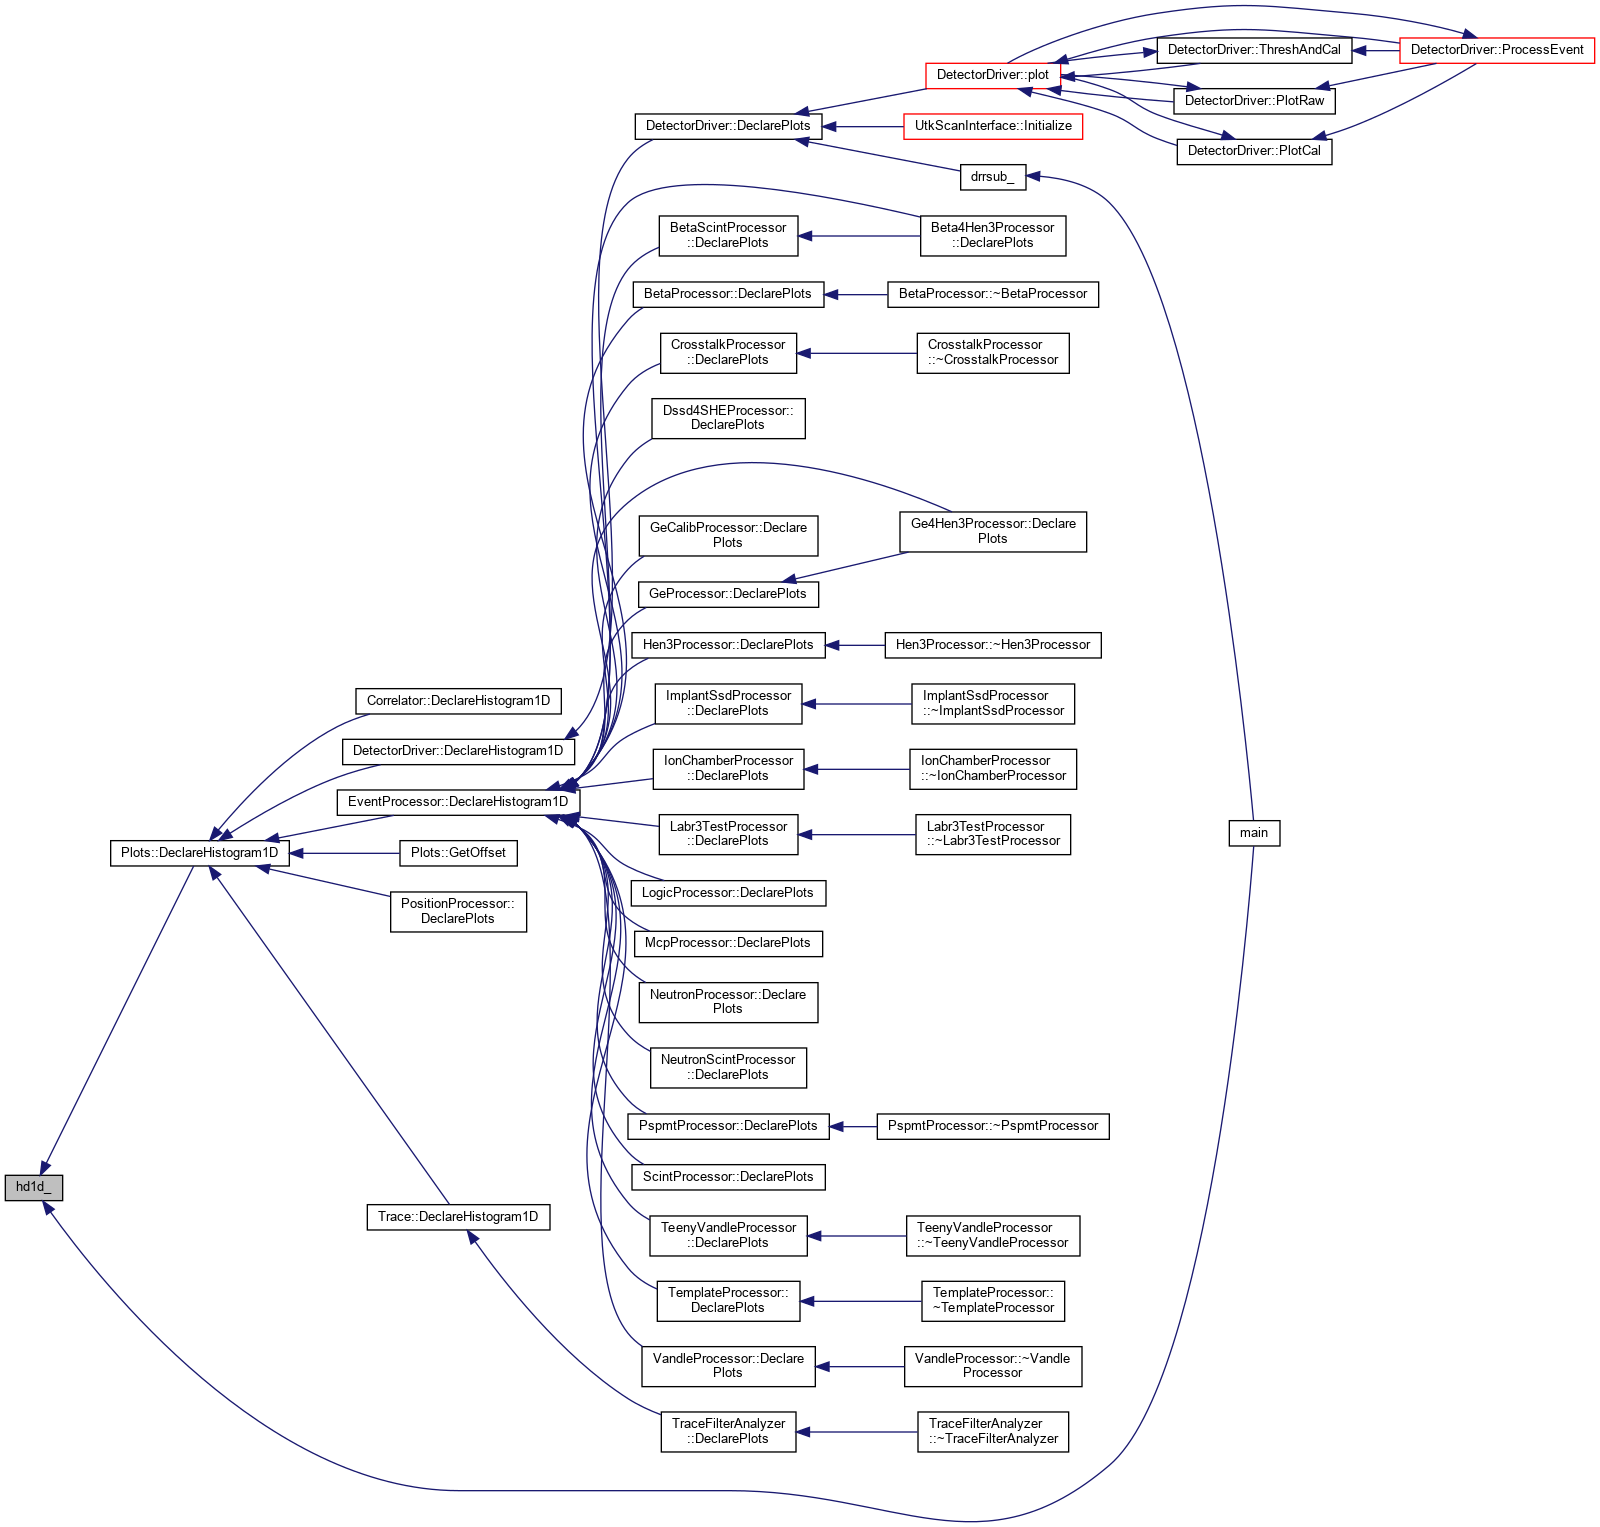 DetectorDriver::ThreshAndCal
DetectorDriver::ProcessEvent
DetectorDriver::plot
DetectorDriver::PlotRaw
DetectorDriver::DeclarePlots
UtkScanInterface::Initialize
DetectorDriver::PlotCal
drrsub_
BetaScintProcessor
::DeclarePlots
Beta4Hen3Processor
::DeclarePlots
BetaProcessor::DeclarePlots
BetaProcessor::~BetaProcessor
CrosstalkProcessor
::DeclarePlots
CrosstalkProcessor
::~CrosstalkProcessor
Dssd4SHEProcessor::
DeclarePlots
GeCalibProcessor::Declare
Plots
Ge4Hen3Processor::Declare
Plots
GeProcessor::DeclarePlots
Hen3Processor::DeclarePlots
Hen3Processor::~Hen3Processor
Correlator::DeclareHistogram1D
ImplantSsdProcessor
::DeclarePlots
ImplantSsdProcessor
::~ImplantSsdProcessor
DetectorDriver::DeclareHistogram1D
IonChamberProcessor
::DeclarePlots
IonChamberProcessor
::~IonChamberProcessor
EventProcessor::DeclareHistogram1D
Labr3TestProcessor
::DeclarePlots
Labr3TestProcessor
::~Labr3TestProcessor
main
Plots::DeclareHistogram1D
Plots::GetOffset
LogicProcessor::DeclarePlots
PositionProcessor::
DeclarePlots
McpProcessor::DeclarePlots
NeutronProcessor::Declare
Plots
NeutronScintProcessor
::DeclarePlots
PspmtProcessor::DeclarePlots
PspmtProcessor::~PspmtProcessor
ScintProcessor::DeclarePlots
hd1d_
Trace::DeclareHistogram1D
TeenyVandleProcessor
::DeclarePlots
TeenyVandleProcessor
::~TeenyVandleProcessor
TemplateProcessor::
DeclarePlots
TemplateProcessor::
~TemplateProcessor
VandleProcessor::Declare
Plots
VandleProcessor::~Vandle
Processor
TraceFilterAnalyzer
::DeclarePlots
TraceFilterAnalyzer
::~TraceFilterAnalyzer